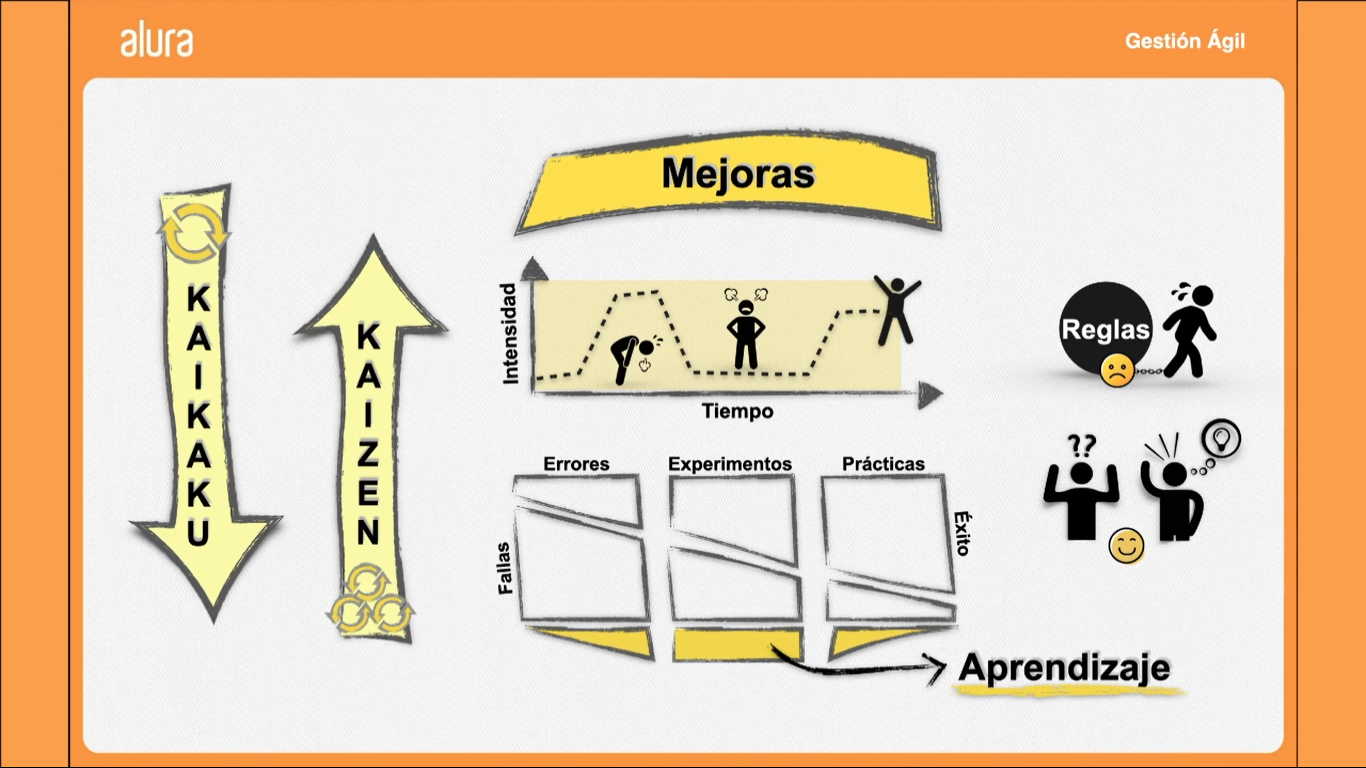 alura
Gestión Ágil
Mejoras
KAIKAKU
KAIZEN
Intensidad
Tiempo
Reglas
??
Errores
Experimentos
Prácticas
Fallas
Éxito
Aprendizaje